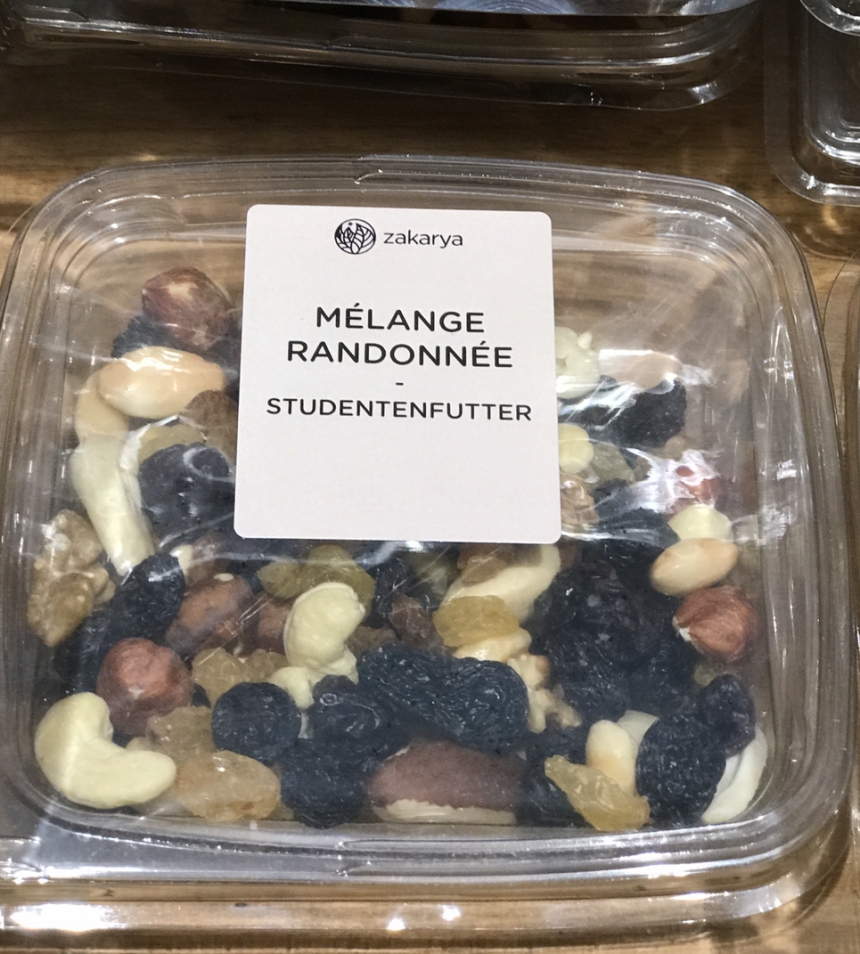 zakarya
MÉLANGE
RANDONNÉE
-
STUDENTENFUTTER